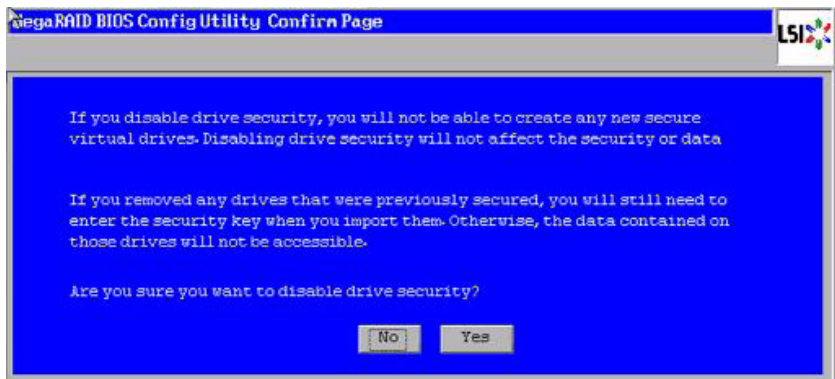 MegaRAID BIOS Config Utility Confirm Page
LSI
If you disable drive security, you will not be able to create any new secure
virtual drives. Disabling drive security will not affect the security or data
If you removed any drives that were previously secured, you will still need to
enter the security key when you import them. Otherwise, the data contained on
those drives will not be accessible.
Are you sure you want to disable drive security?
No
Yes